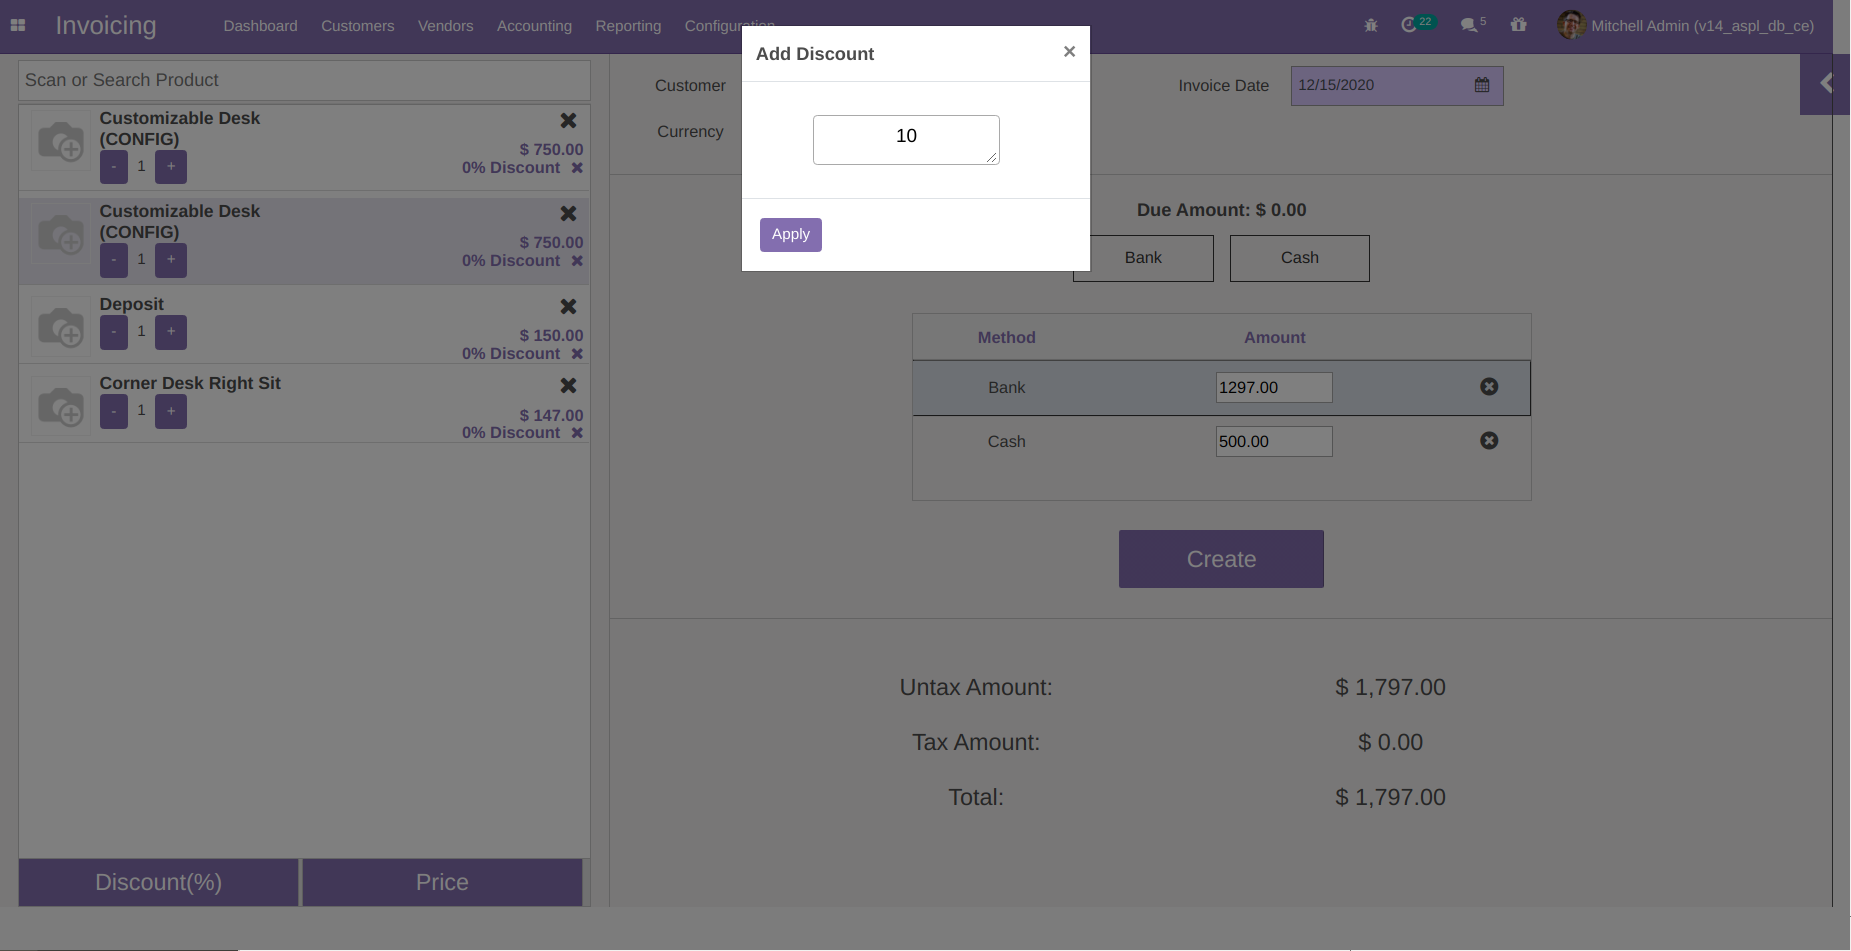 Invoicing Dashboard Customers Vendors Accounting Reporting Configuration 22 5 Mitchell Admin (v14_aspl_db_ce)
Add Discount ×
10
Apply
Scan or Search Product
Customizable Desk
(CONFIG)
- 1 +
$ 750.00
0% Discount
Customizable Desk
(CONFIG)
- 1 +
$ 750.00
0% Discount
Deposit
- 1 +
$ 150.00
0% Discount
Corner Desk Right Sit
- 1 +
$ 147.00
0% Discount
Discount(%) Price
Customer
Invoice Date 12/15/2020
Currency
Due Amount: $ 0.00
Bank Cash
Method Amount
Bank 1297.00
Cash 500.00
Create
Untax Amount: $ 1,797.00
Tax Amount: $ 0.00
Total: $ 1,797.00